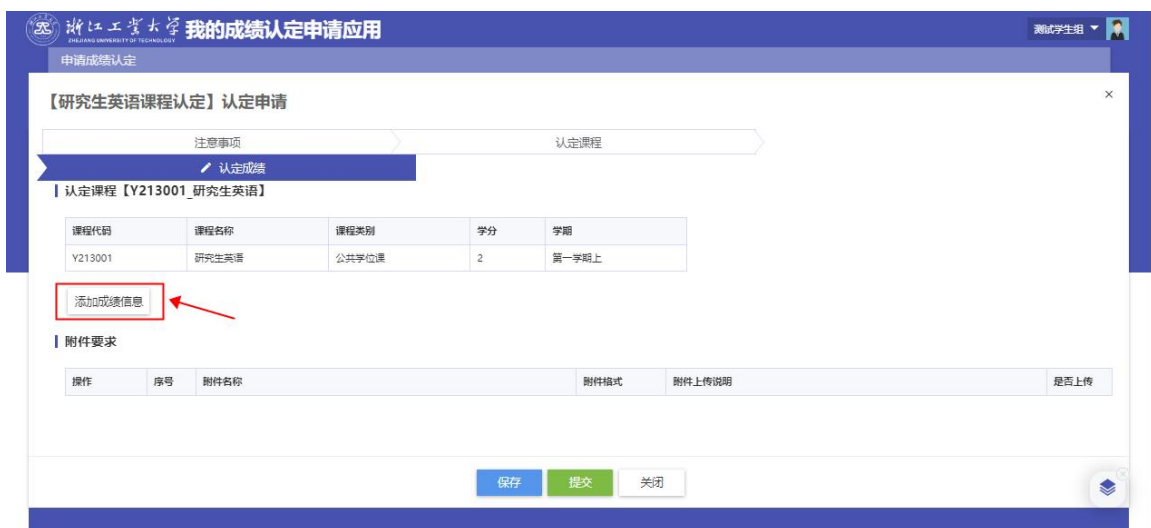 浙江工业大学 我的成绩认定申请应用 测试学生组
ZHEJIANG UNIVERSITY OF TECHNOLOGY
申请成绩认定
【研究生英语课程认定】认定申请 ×
注意事项 认定课程
认定成绩
认定课程【Y213001_研究生英语】
课程代码 课程名称 课程类别 学分 学期
Y213001 研究生英语 公共学位课 2 第一学期上
添加成绩信息
附件要求
操作 序号 附件名称 附件格式 附件上传说明 是否上传
保存 提交 关闭